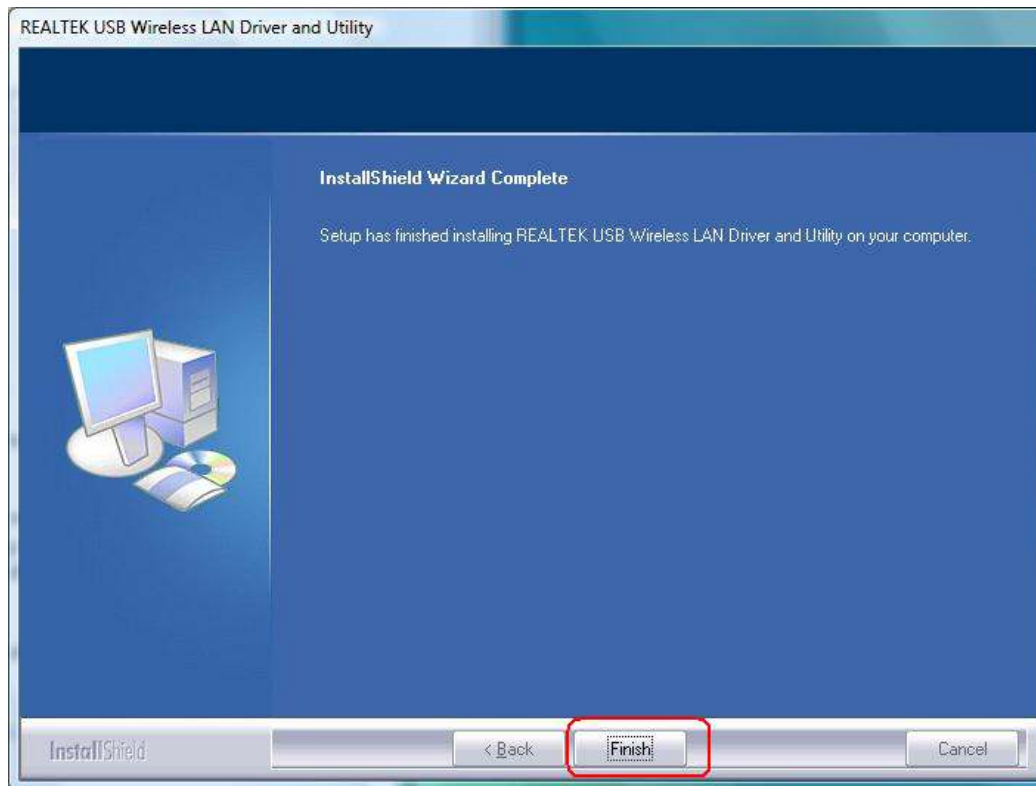 REALTEK USB Wireless LAN Driver and Utility
InstallShield Wizard Complete
Setup has finished installing REALTEK USB Wireless LAN Driver and Utility on your computer.
InstallShield
< Back
Finish
Cancel